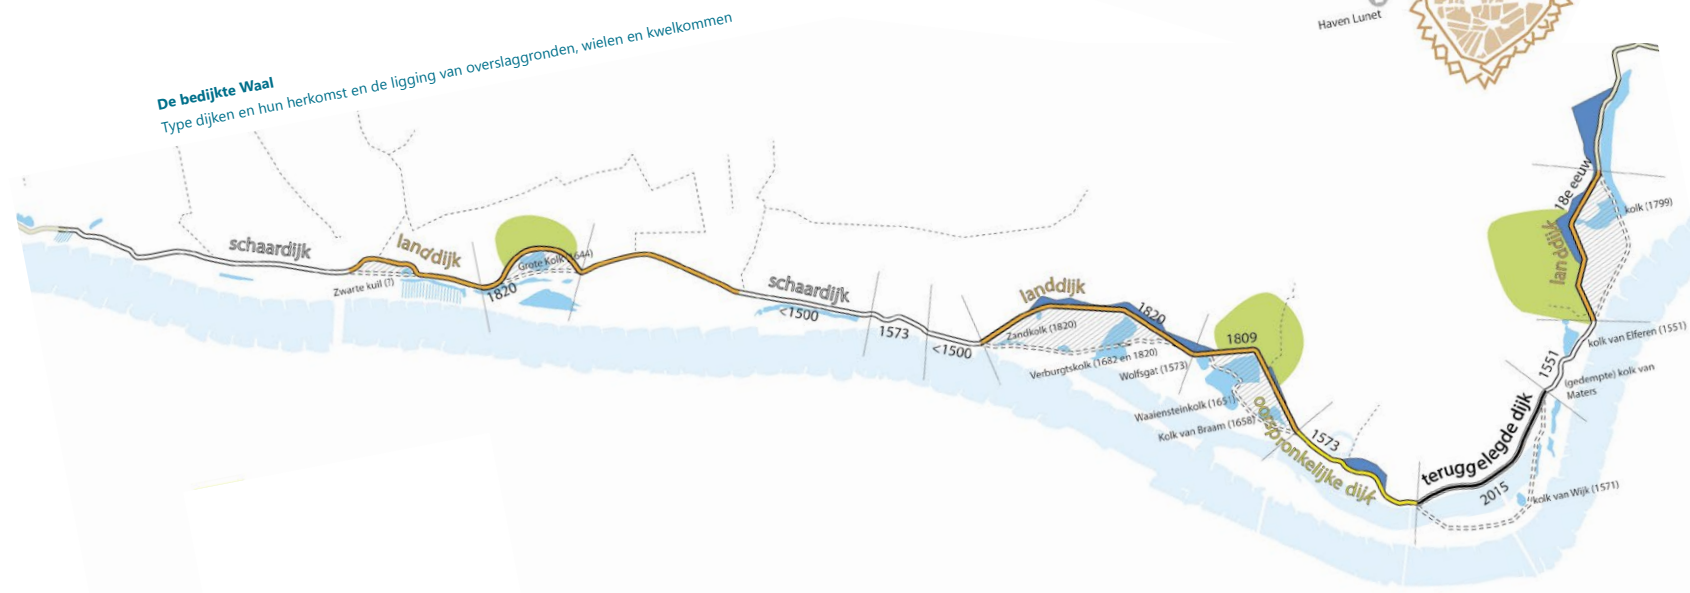 Haven Lunet
De bedijkte Waal
Type dijken en hun herkomst en de ligging van overslaggronden, wielen en kwelkommen
schaardijk
Zwarte kuil (?)
landdijk
1820
Grote Kolk (1644)
schaardijk
<1500
1573
<1500
landdijk
Zandkolk (1820)
1820
Verburgtskolk (1682 en 1820)
Wolfsgat (1573)
1809
Waaiensteinkolk (1651)
Kolk van Braam (1658)
oorspronkelijke dijk
1573
teruggelegde dijk
2015
kolk van Wijk (1571)
1551
(gedempte) kolk van
Maters
kolk van Elferen (1551)
landdijk
18e eeuw
kolk (1799)